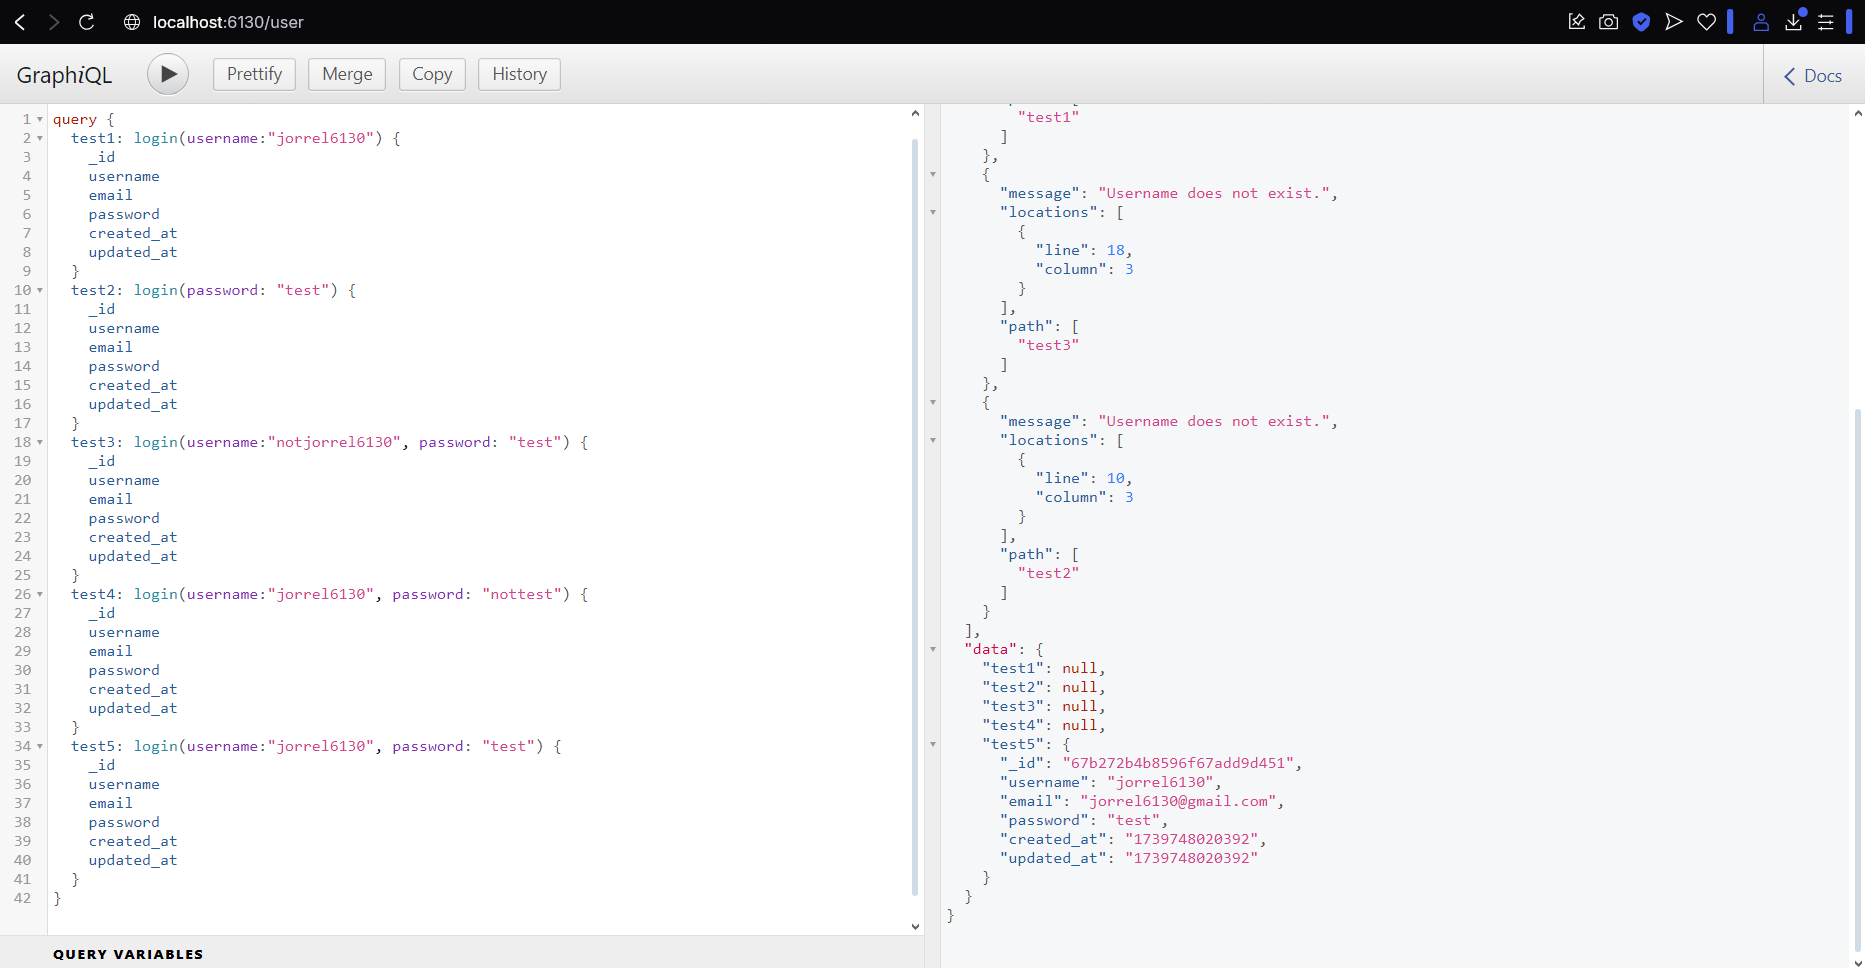 localhost:6130/user
GraphiQL
Prettify
Merge
Copy
History
Docs
1 query {
2 test1: login(username:"jorrel6130") {
3 _id
4 username
5 email
6 password
7 created_at
8 updated_at
9 }
10 test2: login(password: "test") {
11 _id
12 username
13 email
14 password
15 created_at
16 updated_at
17 }
18 test3: login(username:"notjorrel6130", password: "test") {
19 _id
20 username
21 email
22 password
23 created_at
24 updated_at
25 }
26 test4: login(username:"jorrel6130", password: "nottest") {
27 _id
28 username
29 email
30 password
31 created_at
32 updated_at
33 }
34 test5: login(username:"jorrel6130", password: "test") {
35 _id
36 username
37 email
38 password
39 created_at
40 updated_at
41 }
42 }
QUERY VARIABLES
"test1"
]
},
{
"message": "Username does not exist.",
"locations": [
{
"line": 18,
"column": 3
}
],
"path": [
"test3"
]
},
{
"message": "Username does not exist.",
"locations": [
{
"line": 10,
"column": 3
}
],
"path": [
"test2"
]
}
],
"data": {
"test1": null,
"test2": null,
"test3": null,
"test4": null,
"test5": {
"_id": "67b272b4b8596f67add9d451",
"username": "jorrel6130",
"email": "jorrel6130@gmail.com",
"password": "test",
"created_at": "1739748020392",
"updated_at": "1739748020392"
}
}
}